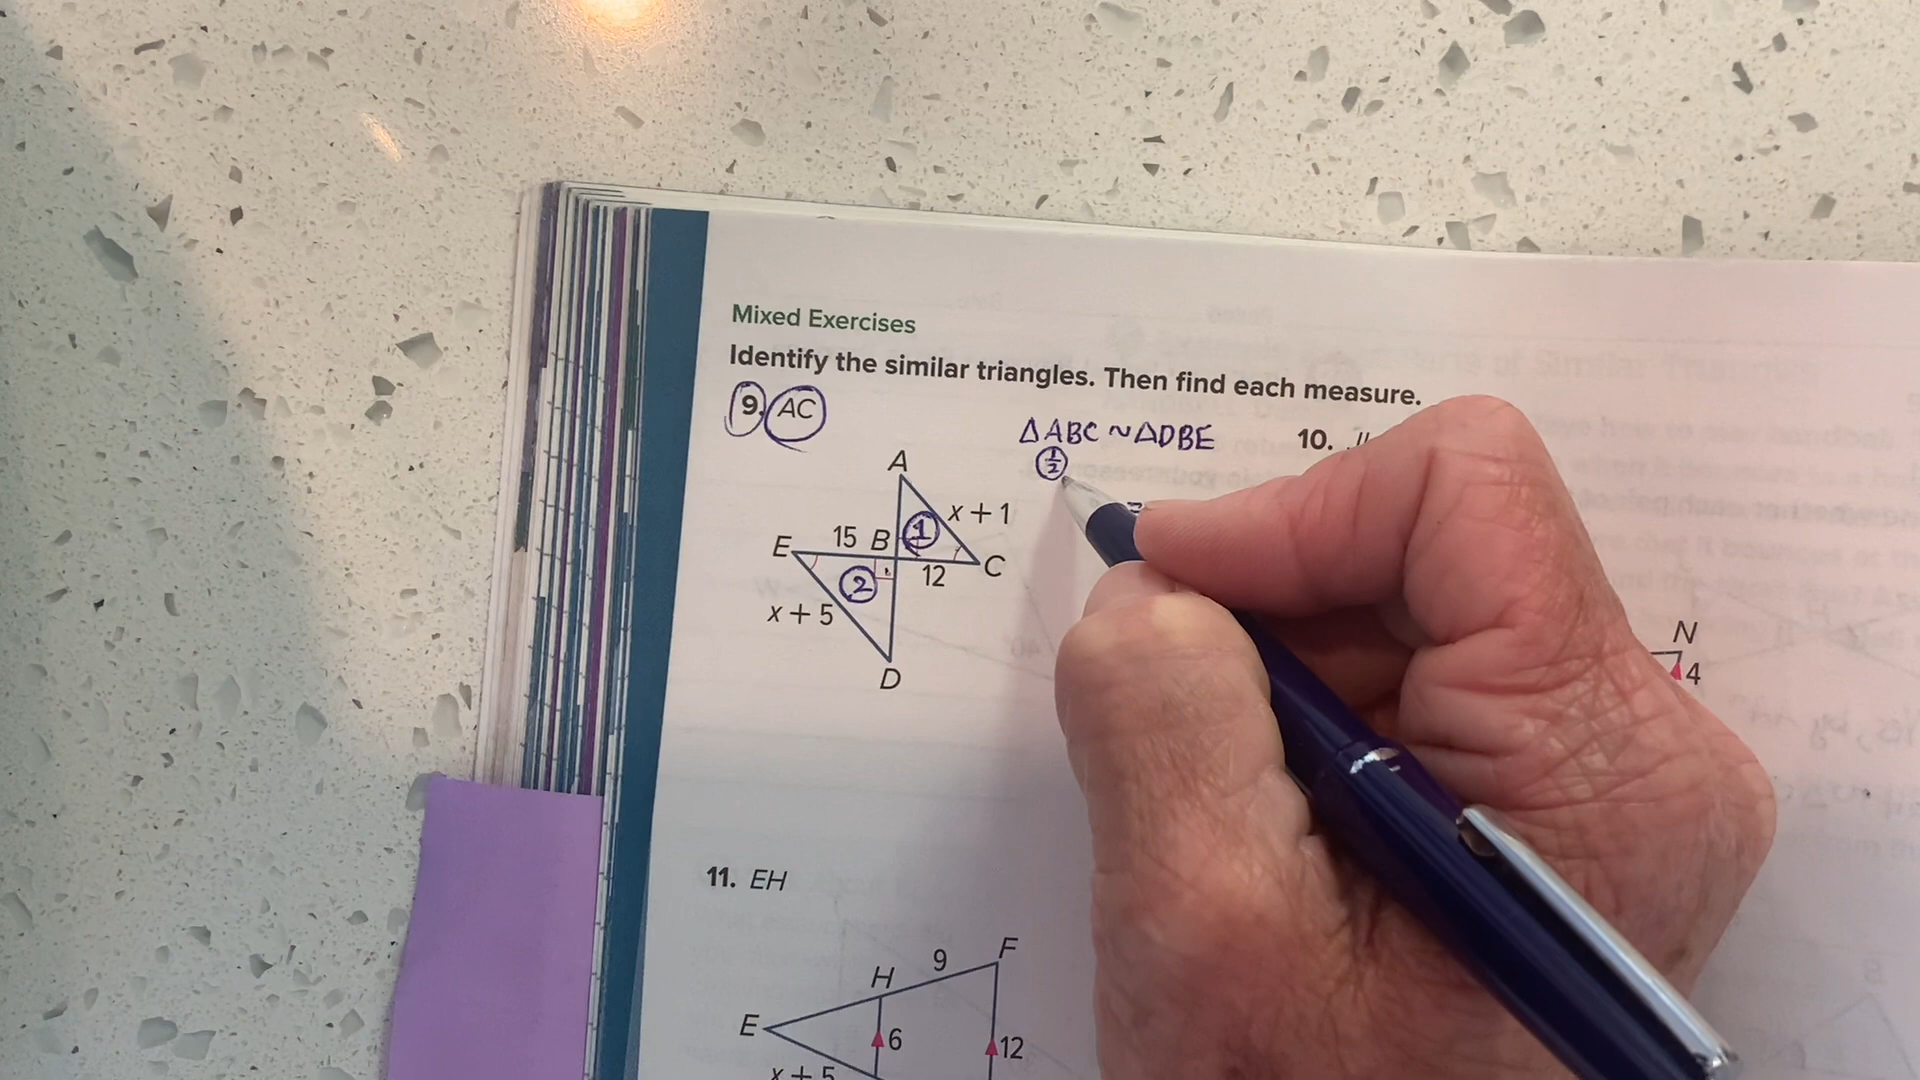 Mixed Exercises
Identify the similar triangles. Then find each measure.
9. AC
△ABC ~ △DBE
10.
1/2
=
A
x + 1
1
E
15
B
C
12
2
x + 5
D
N
4
11. EH
F
9
H
E
6
12
x + 5